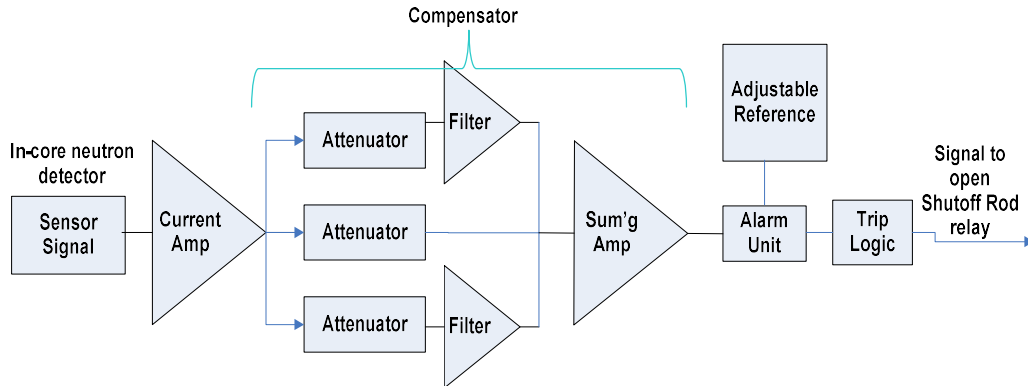 Compensator
In-core neutron
detector
Sensor
Signal
Current
Amp
Attenuator
Filter
Attenuator
Attenuator
Filter
Sum'g
Amp
Adjustable
Reference
Alarm
Unit
Trip
Logic
Signal to
open
Shutoff Rod
relay